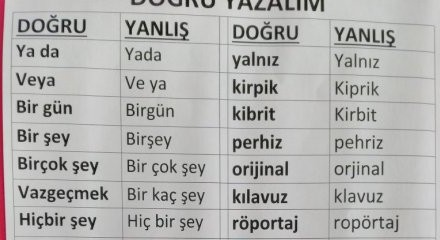 DOĞRU YAZALIM
DOĞRU YANLIŞ DOĞRU YANLIŞ
Ya da Yada yalnız Yalnız
Veya Ve ya kirpik Kiprik
Bir gün Birgün kibrit Kirbit
Bir şey Birşey perhiz pehriz
Birçok şey Bir çok şey orijinal orjinal
Vazgeçmek Bir kaç şey kılavuz klavuz
Hiçbir şey Hiç bir şey röportaj ropörtaj